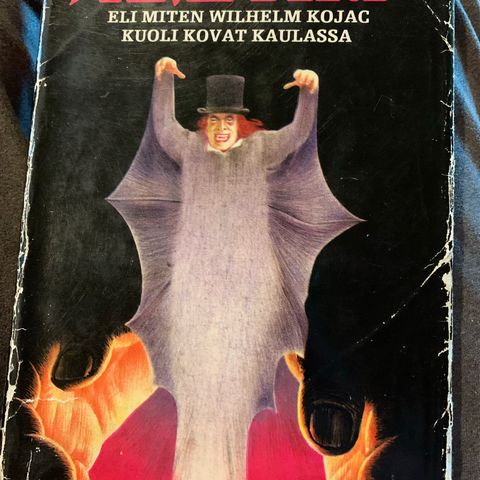 ELI MITEN WILHELM KOJAC
KUOLI KOVAT KAULASSA